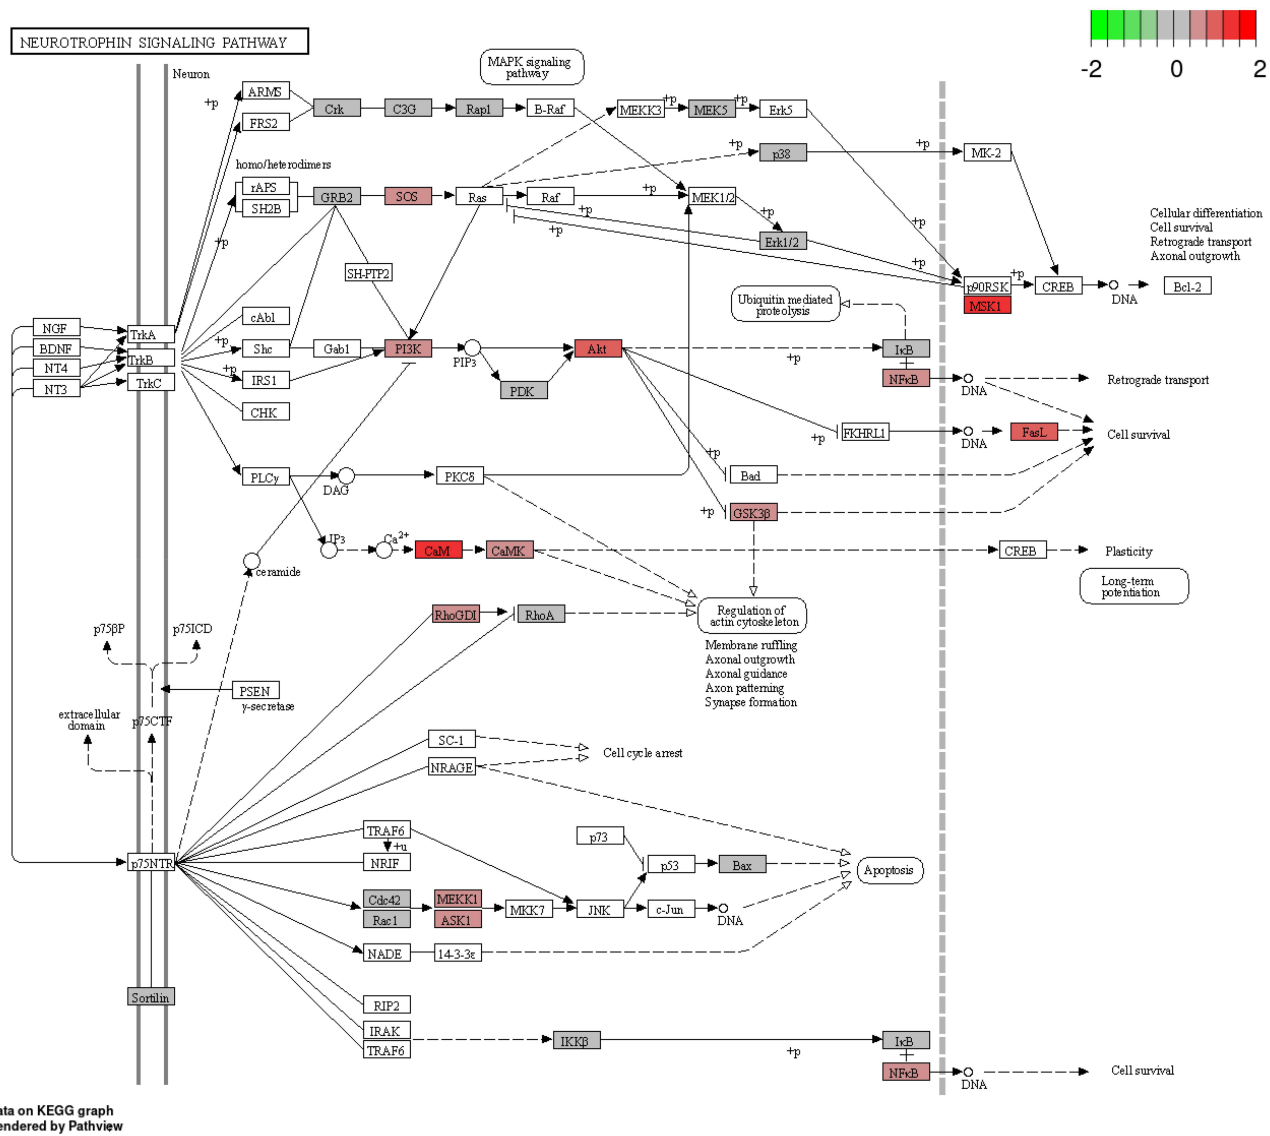 NEUROTROPHIN SIGNALING PATHWAY
-2 0 2
Neuron
MAPK signaling
pathway
+p
ARMS
FRS2
Crk
C3G
Rap1
B-Raf
MEKK3
+p
MEK5
+p
Erk5
homo/heterodimers
+p
p38
+p
MK-2
rAPS
SH2B
GRB2
SOS
Ras
Raf
+p
MEK1/2
+p
+p
+p
Erk1/2
+p
+p
+p
Cellular differentiation
Cell survival
Retrograde transport
Axonal outgrowth
SH-PTP2
p90RSK
MSK1
+p
CREB
DNA
Bcl-2
Ubiquitin mediated
proteolysis
NGF
BDNF
NT4
NT3
TrkA
TrkB
TrkC
cAbl
+p
Shc
Gab1
PI3K
PIP3
Akt
+p
IκB
+p
IRS1
PDK
NFκB
DNA
Retrograde transport
CHK
+p
FKHRL1
DNA
FasL
Cell survival
PLCγ
DAG
PKCδ
+p
Bad
+p
GSK3β
IP3
Ca2+
CaM
CaMK
CREB
Plasticity
ceramide
Long-term
potentiation
RhoGDI
RhoA
Regulation of
actin cytoskeleton
Membrane ruffling
Axonal outgrowth
Axonal guidance
Axon patterning
Synapse formation
p75βP
p75ICD
PSEN
γ-secretase
extracellular
domain
p75CTF
SC-1
NRAGE
Cell cycle arrest
TRAF6
+u
NRIF
p73
p53
Bax
Apoptosis
p75NTR
Cdc42
Rac1
MEKK1
ASK1
MKK7
JNK
c-Jun
DNA
NADE
14-3-3ε
Sortilin
RIP2
IRAK
TRAF6
IKKβ
+p
IκB
NFκB
DNA
Cell survival
ata on KEGG graph
endered by Pathview